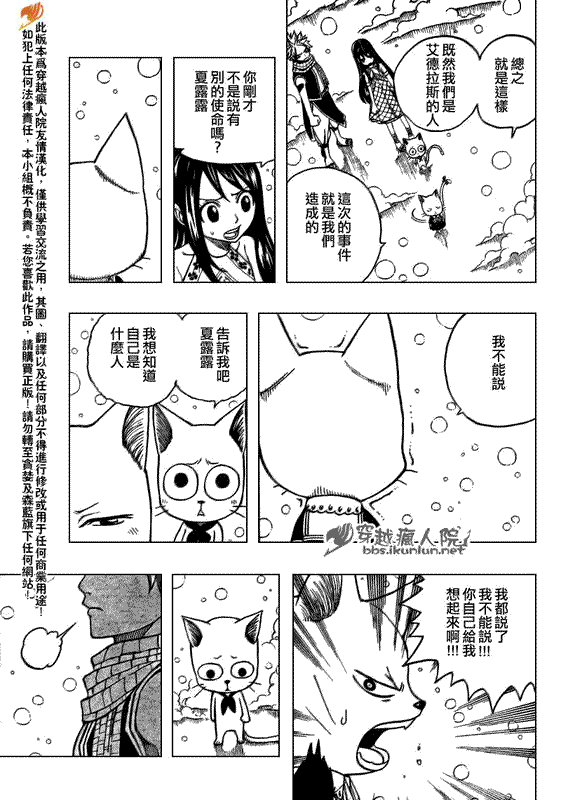 總之
就是這樣
既然我們是
艾德拉斯的人
這次的事件
就是我們
造成的
你剛才
不是說有
別的使命嗎?
夏露露
我不能說
告訴我吧
夏露露
我想知道
自己是
什麼人
我都說了
我不能說!!!
你自己給我
想起來啊!!!
穿越瘋人院
bbs.ikunlun.net
此版本爲穿越瘋人院友情漢化，僅供學習交流之用，其圖、翻譯以及任何部分不得進行修改或用于任何商業用途!
如犯上任何法律責任，本小組概不負責。若您喜歡此作品，請購買正版!請勿轉至貪婪及森藍旗下任何網站!